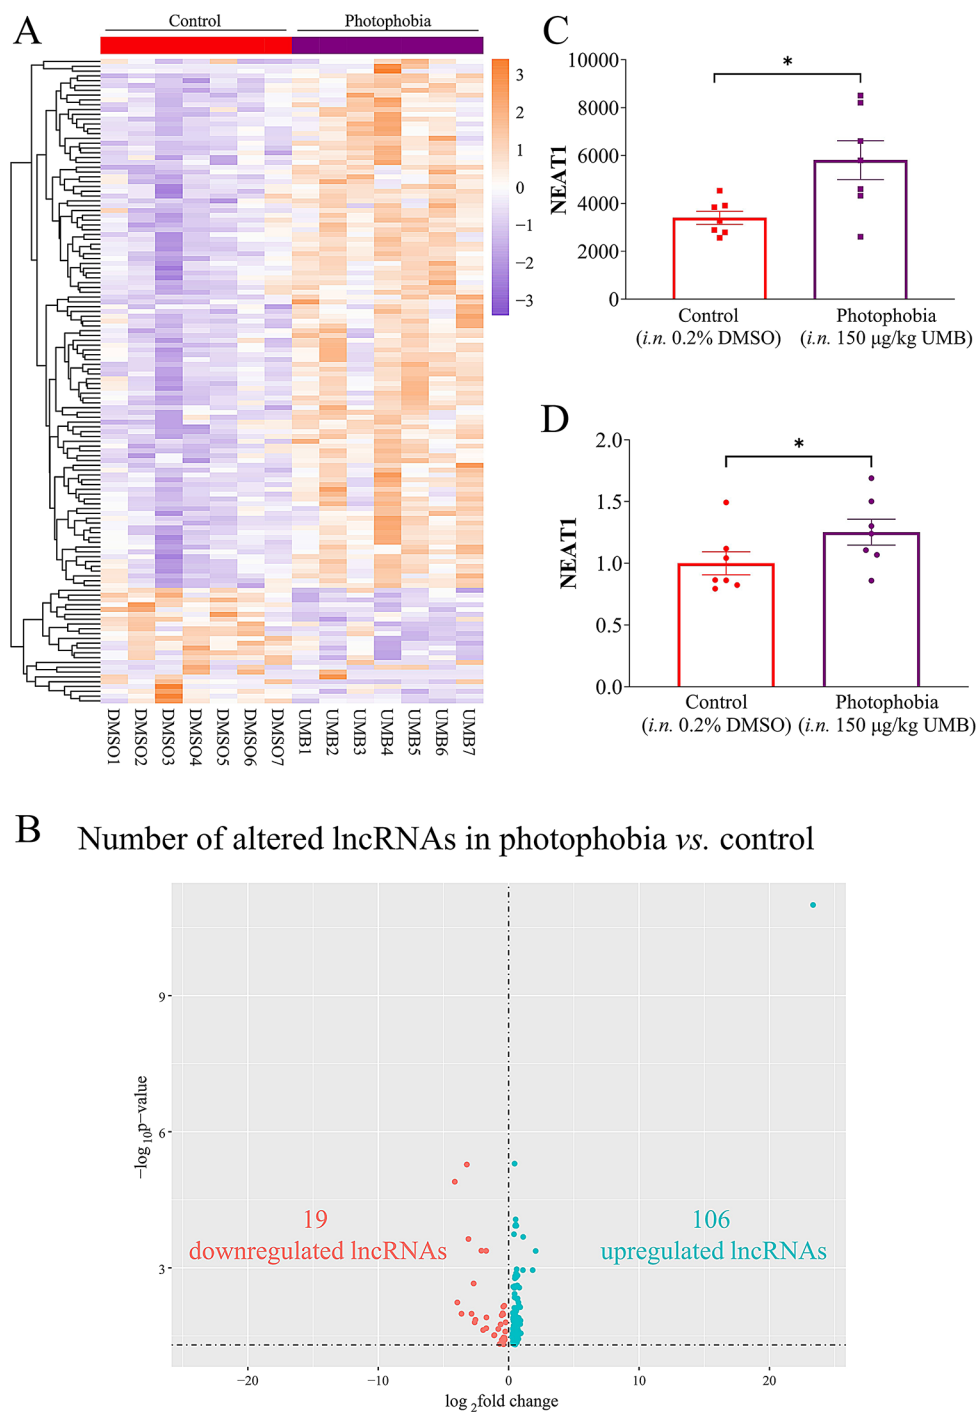 A
Control
Photophobia
3
2
1
0
−1
−2
−3
DMSO1
DMSO2
DMSO3
DMSO4
DMSO5
DMSO6
DMSO7
UMB1
UMB2
UMB3
UMB4
UMB5
UMB6
UMB7
C
10000
8000
6000
4000
2000
0
NEAT1
*
Control
(i.n. 0.2% DMSO)
Photophobia
(i.n. 150 µg/kg UMB)
D
2.0
1.5
1.0
0.5
0.0
NEAT1
*
Control
(i.n. 0.2% DMSO)
Photophobia
(i.n. 150 µg/kg UMB)
B
Number of altered lncRNAs in photophobia vs. control
9
6
3
−log 10p−value
19
downregulated lncRNAs
106
upregulated lncRNAs
−20
−10
0
10
20
log 2fold change